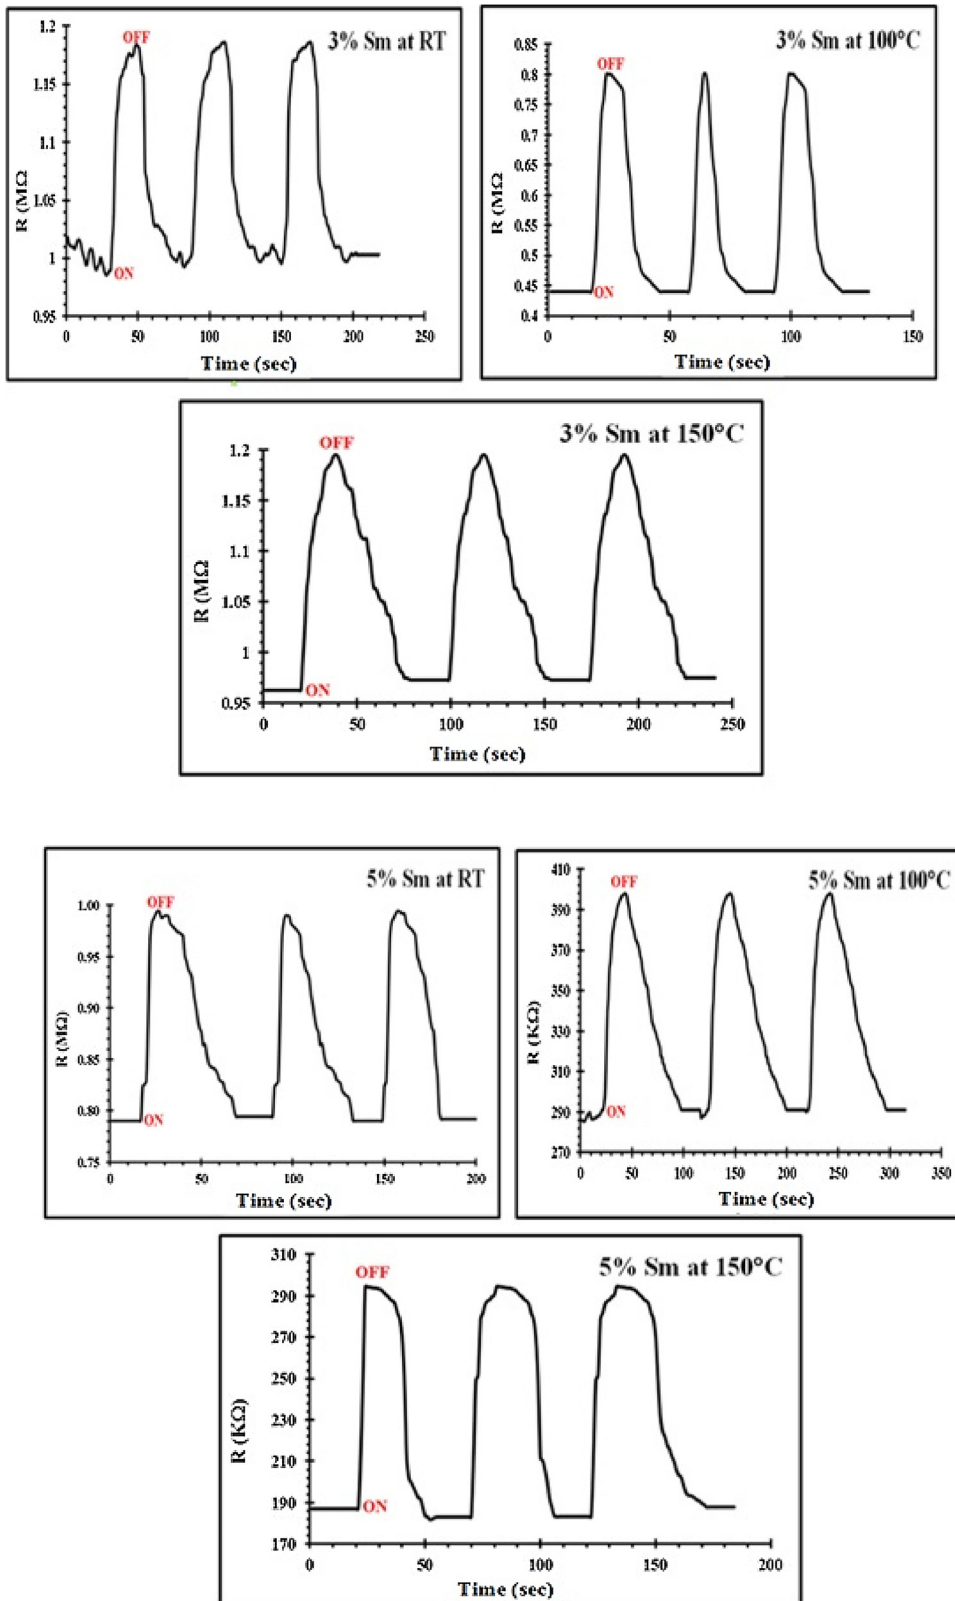 3% Sm at RT
OFF
1.2
1.15
1.1
1.05
1
0.95
R (MΩ
ON
0 50 100 150 200 250
Time (sec)
3% Sm at 100°C
OFF
0.85
0.8
0.75
0.7
0.65
0.6
0.55
0.5
0.45
0.4
R (MΩ
ON
0 50 100 150
Time (sec)
3% Sm at 150°C
OFF
1.2
1.15
1.1
1.05
1
0.95
R (MΩ
ON
0 50 100 150 200 250
Time (sec)
5% Sm at RT
OFF
1.00
0.95
0.90
0.85
0.80
0.75
R (MΩ)
ON
0 50 100 150 200
Time (sec)
5% Sm at 100°C
OFF
410
390
370
350
330
310
290
270
R (KΩ)
ON
0 50 100 150 200 250 300 350
Time (sec)
5% Sm at 150°C
OFF
310
290
270
250
230
210
190
170
R (KΩ)
ON
0 50 100 150 200
Time (sec)